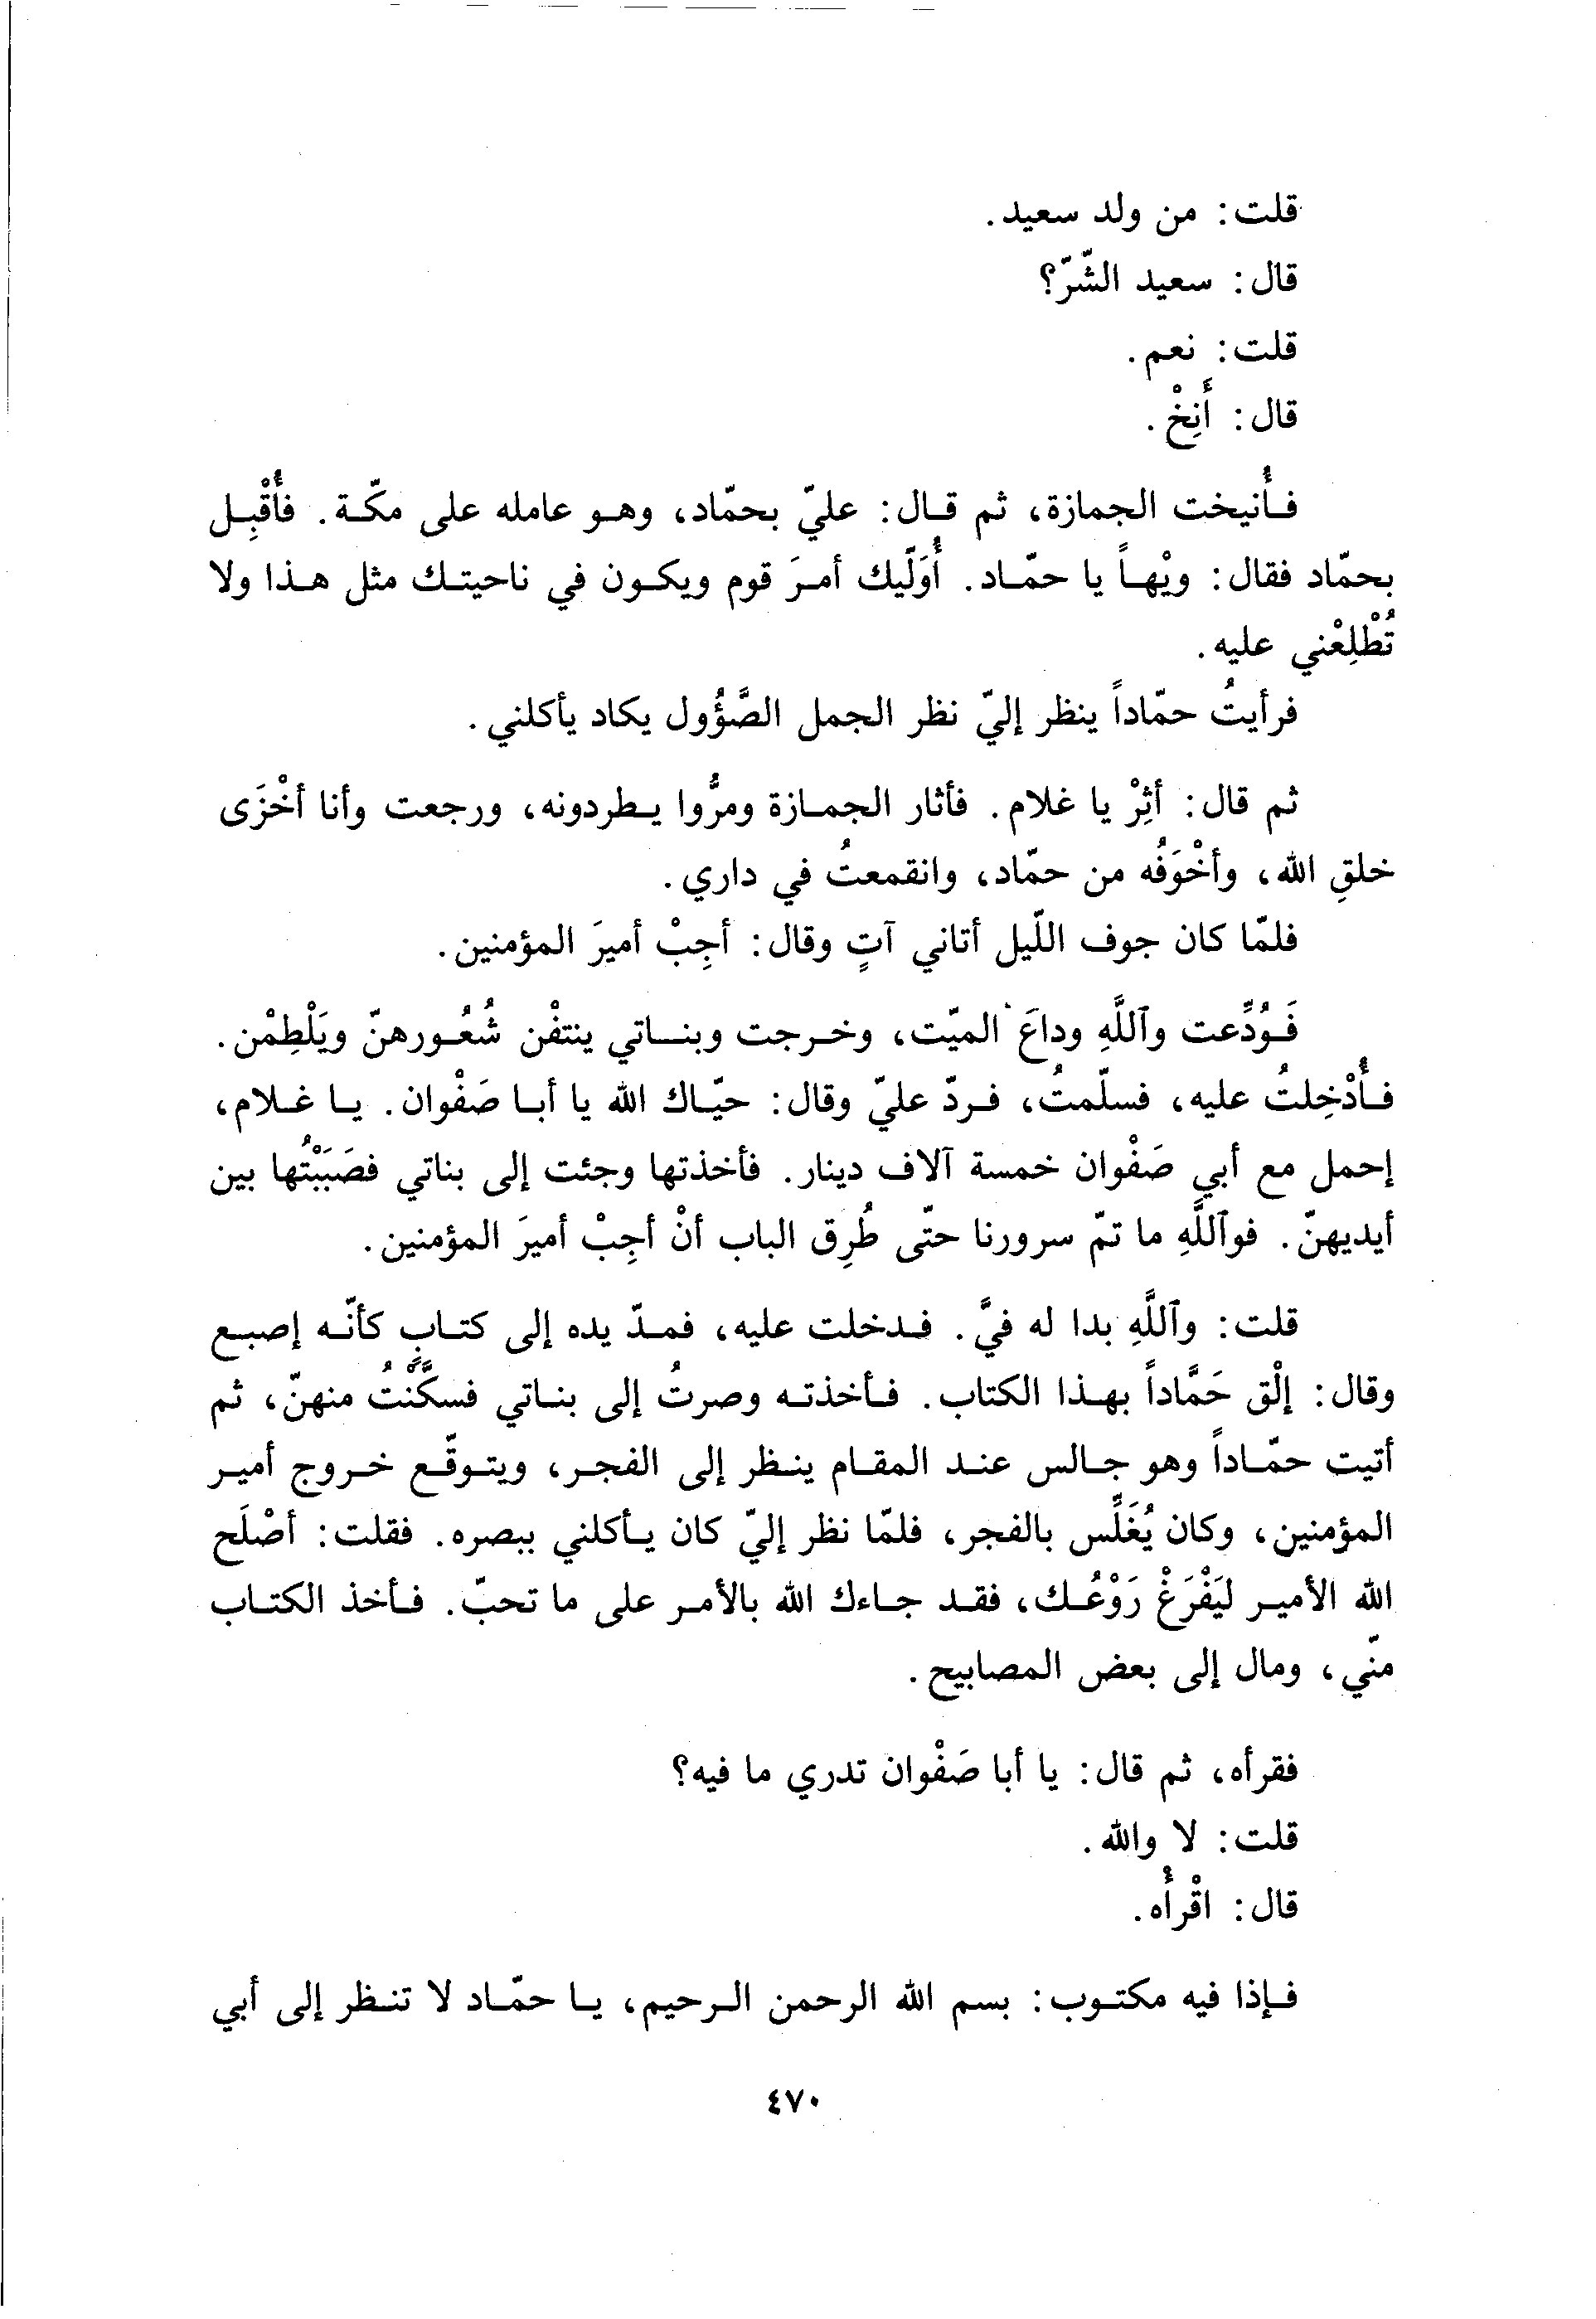 قلت: من ولد سعيد.
قال: سعيد الشّرّ؟
قلت: نعم.
قال: أَنِخْ.
فأُنيخت الجمازة، ثم قال: عليّ بحمّاد، وهو عامله على مكّة. فأُقْبِل
بحمّاد فقال: ويْهاً يا حمّاد. أُوَلّيك أمرَ قوم ويكون في ناحيتك مثل هذا ولا
تُطْلِعْني عليه.
فرأيتُ حمّاداً ينظر إليّ نظر الجمل الصَّؤُول يكاد يأكلني.
ثم قال: أثِرْ يا غلام. فأثار الجمازة ومرُّوا يطردونه، ورجعت وأنا أخْزَى
خلقِ الله، وأخْوَفُه من حمّاد، وانقمعتُ في داري.
فلمّا كان جوف اللّيل أتاني آتٍ وقال: أجِبْ أميرَ المؤمنين.
فَوُدِّعت وٱللَّهِ وداعَ الميّت، وخرجت وبناتي ينتفْن شُعُورهنّ ويَلْطِمْن.
فأُدْخِلتُ عليه، فسلّمتُ، فردّ عليّ وقال: حيّاك الله يا أبا صَفْوان. يا غلام،
إحمل مع أبي صَفْوان خمسة آلاف دينار. فأخذتها وجئت إلى بناتي فصَبَبْتُها بين
أيديهنّ. فوٱللَّهِ ما تمّ سرورنا حتّى طُرِق الباب أنْ أجِبْ أميرَ المؤمنين.
قلت: وٱللَّهِ بدا له فيَّ. فدخلت عليه، فمدّ يده إلى كتابٍ كأنّه إصبع
وقال: إلْق حَمَّاداً بهذا الكتاب. فأخذته وصرتُ إلى بناتي فسكَّنْتُ منهنّ، ثم
أتيت حمّاداً وهو جالس عند المقام ينظر إلى الفجر، ويتوقّع خروج أمير
المؤمنين، وكان يُغَلِّس بالفجر، فلمّا نظر إليّ كان يأكلني ببصره. فقلت: أصْلَح
الله الأمير ليَفْرَغْ رَوْعُك، فقد جاءك الله بالأمر على ما تحبّ. فأخذ الكتاب
منّي، ومال إلى بعض المصابيح.
فقرأه، ثم قال: يا أبا صَفْوان تدري ما فيه؟
قلت: لا والله.
قال: اقْرأُه.
فإذا فيه مكتوب: بسم الله الرحمن الرحيم، يا حمّاد لا تنظر إلى أبي
٤٧٠